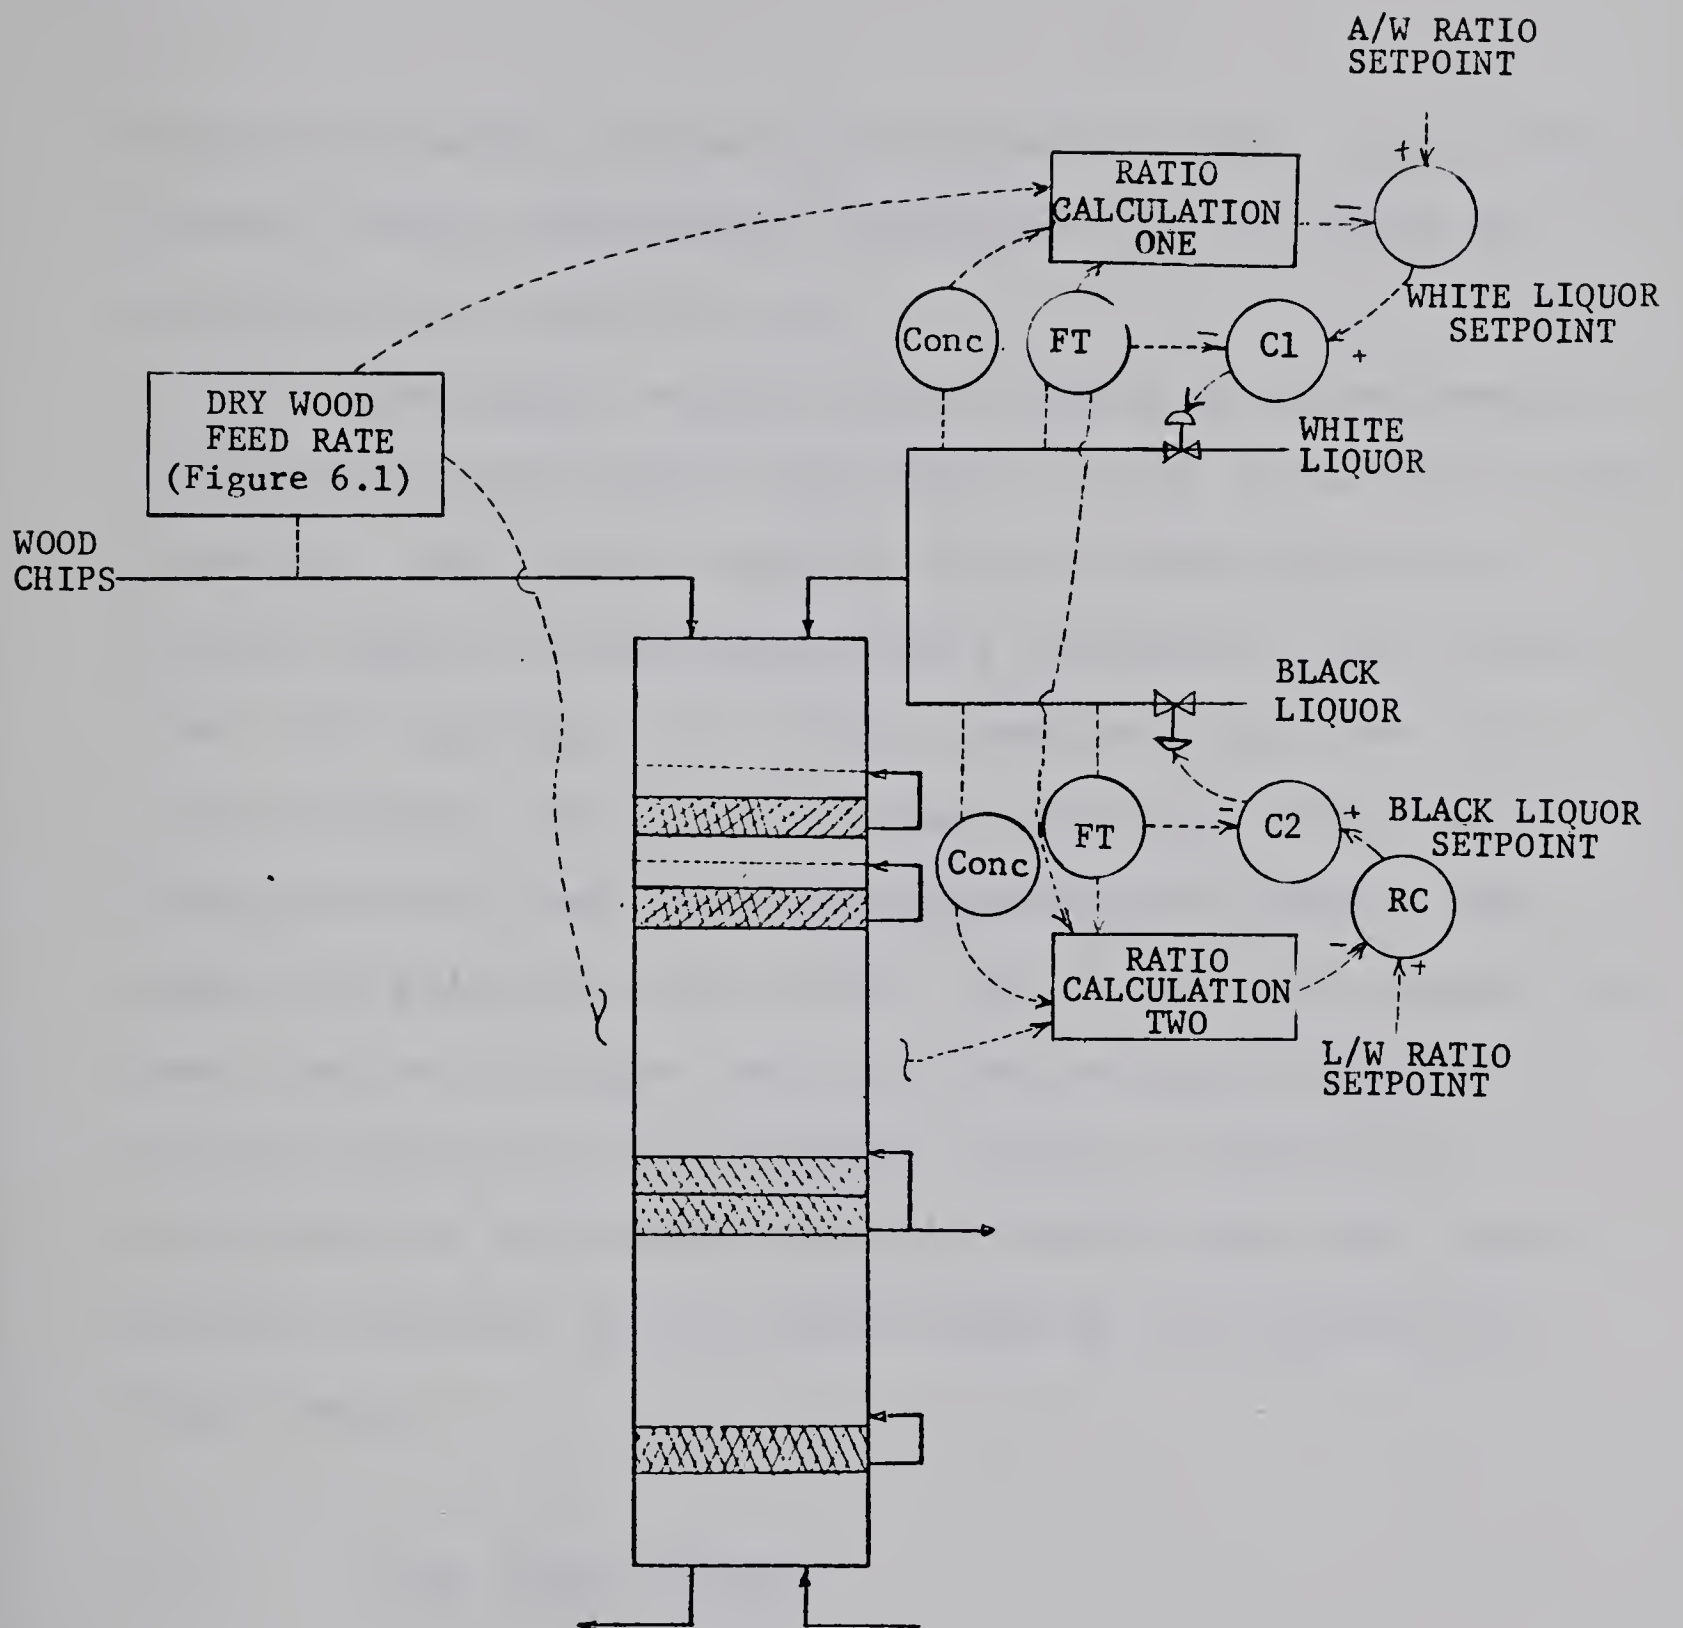 A/W RATIO
SETPOINT
+
RATIO
CALCULATION
ONE
−
WHITE LIQUOR
SETPOINT
Conc
FT
−
C1
+
DRY WOOD
FEED RATE
(Figure 6.1)
WHITE
LIQUOR
WOOD
CHIPS
BLACK
LIQUOR
Conc
FT
−
C2
+
BLACK LIQUOR
SETPOINT
RC
−
+
RATIO
CALCULATION
TWO
L/W RATIO
SETPOINT